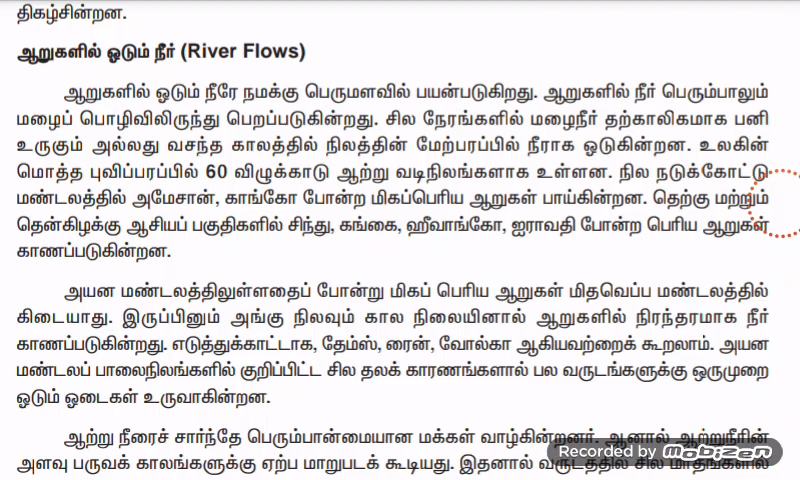 திகழ்சின்றன.
ஆறுகளில் ஓடும் நீர் (River Flows)
ஆறுகளில் ஓடும் நீரே நமக்கு பெருமளவில் பயன்படுகிறது. ஆறுகளில் நீர் பெரும்பாலும்
மழைப் பொழிவிலிருந்து பெறப்படுகின்றது. சில நேரங்களில் மழைநீர் தற்காலிகமாக பனி
உருகும் அல்லது வசந்த காலத்தில் நிலத்தின் மேற்பரப்பில் நீராக ஓடுகின்றன. உலகின்
மொத்த புவிப்பரப்பில் 60 விழுக்காடு ஆற்று வடிநிலங்களாக உள்ளன. நில நடுக்கோட்டு
மண்டலத்தில் அமேசான், காங்கோ போன்ற மிகப்பெரிய ஆறுகள் பாய்கின்றன. தெற்கு மற்றும்
தென்கிழக்கு ஆசியப் பகுதிகளில் சிந்து, கங்கை, ஹீவாங்கோ, ஐராவதி போன்ற பெரிய ஆறுகள்
காணப்படுகின்றன.
அயன மண்டலத்திலுள்ளதைப் போன்று மிகப் பெரிய ஆறுகள் மிதவெப்ப மண்டலத்தில்
கிடையாது. இருப்பினும் அங்கு நிலவும் கால நிலையினால் ஆறுகளில் நிரந்தரமாக நீர்
காணப்படுகின்றது. எடுத்துக்காட்டாக, தேம்ஸ், ரைன், வோல்கா ஆகியவற்றைக் கூறலாம். அயன
மண்டலப் பாலைநிலங்களில் குறிப்பிட்ட சில தலக் காரணங்களால் பல வருடங்களுக்கு ஒருமுறை
ஓடும் ஓடைகள் உருவாகின்றன.
ஆற்று நீரைச் சார்ந்தே பெரும்பான்மையான மக்கள் வாழ்கின்றனர். ஆனால் ஆற்றுநீரின்
அளவு பருவக் காலங்களுக்கு ஏற்ப மாறுபடக் கூடியது. இதனால் வருடத்தில் சில மாதங்களில்
Recorded by mobizen